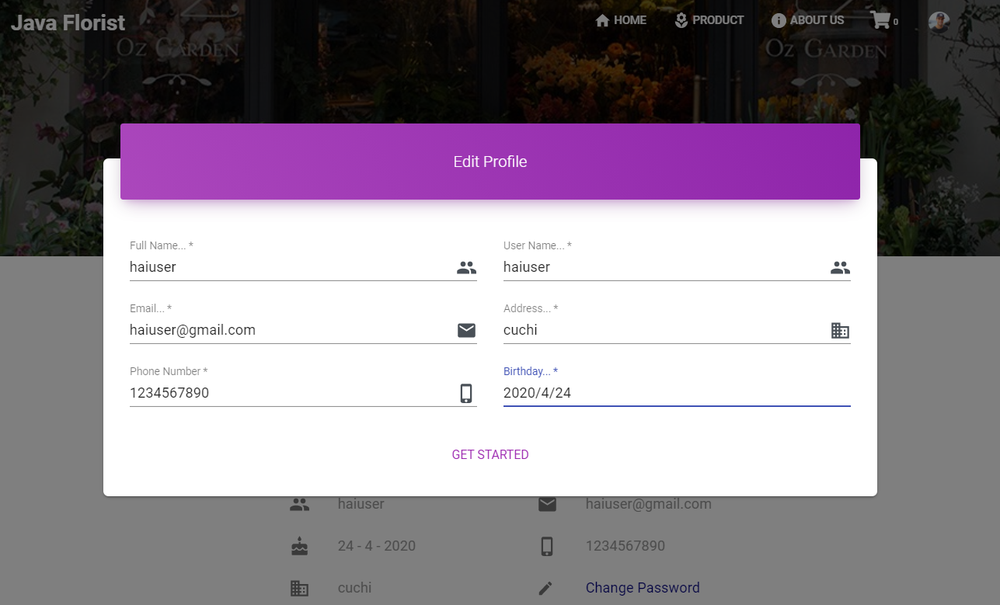 Java Florist
HOME PRODUCT ABOUT US 0
OZ GARDEN OZ GARDEN
Edit Profile
Full Name... * User Name... *
haiuser haiuser
Email... * Address... *
haiuser@gmail.com cuchi
Phone Number * Birthday... *
1234567890 2020/4/24
GET STARTED
haiuser haiuser@gmail.com
24 - 4 - 2020 1234567890
cuchi Change Password